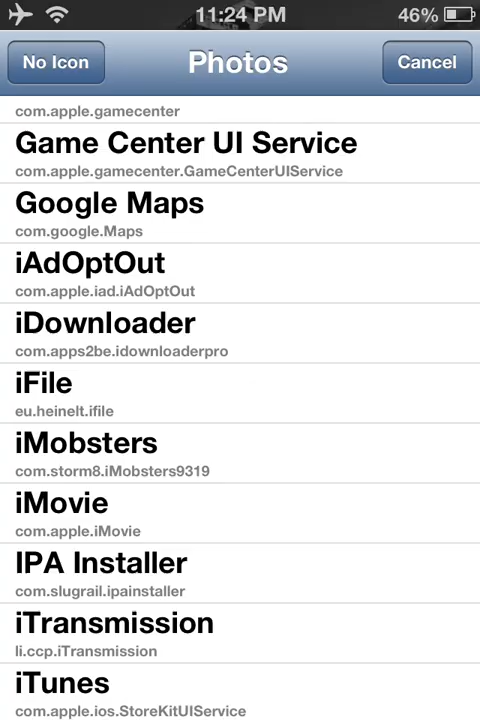 11:24 PM
46%
No Icon
Photos
Cancel
com.apple.gamecenter
Game Center UI Service
com.apple.gamecenter.GameCenterUIService
Google Maps
com.google.Maps
iAdOptOut
com.apple.iad.iAdOptOut
iDownloader
com.apps2be.idownloaderpro
iFile
eu.heinelt.ifile
iMobsters
com.storm8.iMobsters9319
iMovie
com.apple.iMovie
IPA Installer
com.slugrail.ipainstaller
iTransmission
li.ccp.iTransmission
iTunes
com.apple.ios.StoreKitUIService